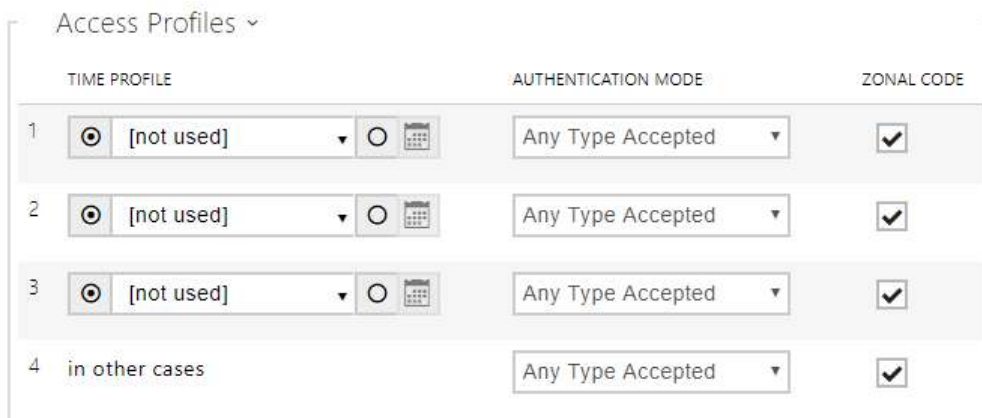 Access Profiles
TIME PROFILE AUTHENTICATION MODE ZONAL CODE
1 [not used] Any Type Accepted
2 [not used] Any Type Accepted
3 [not used] Any Type Accepted
4 in other cases Any Type Accepted